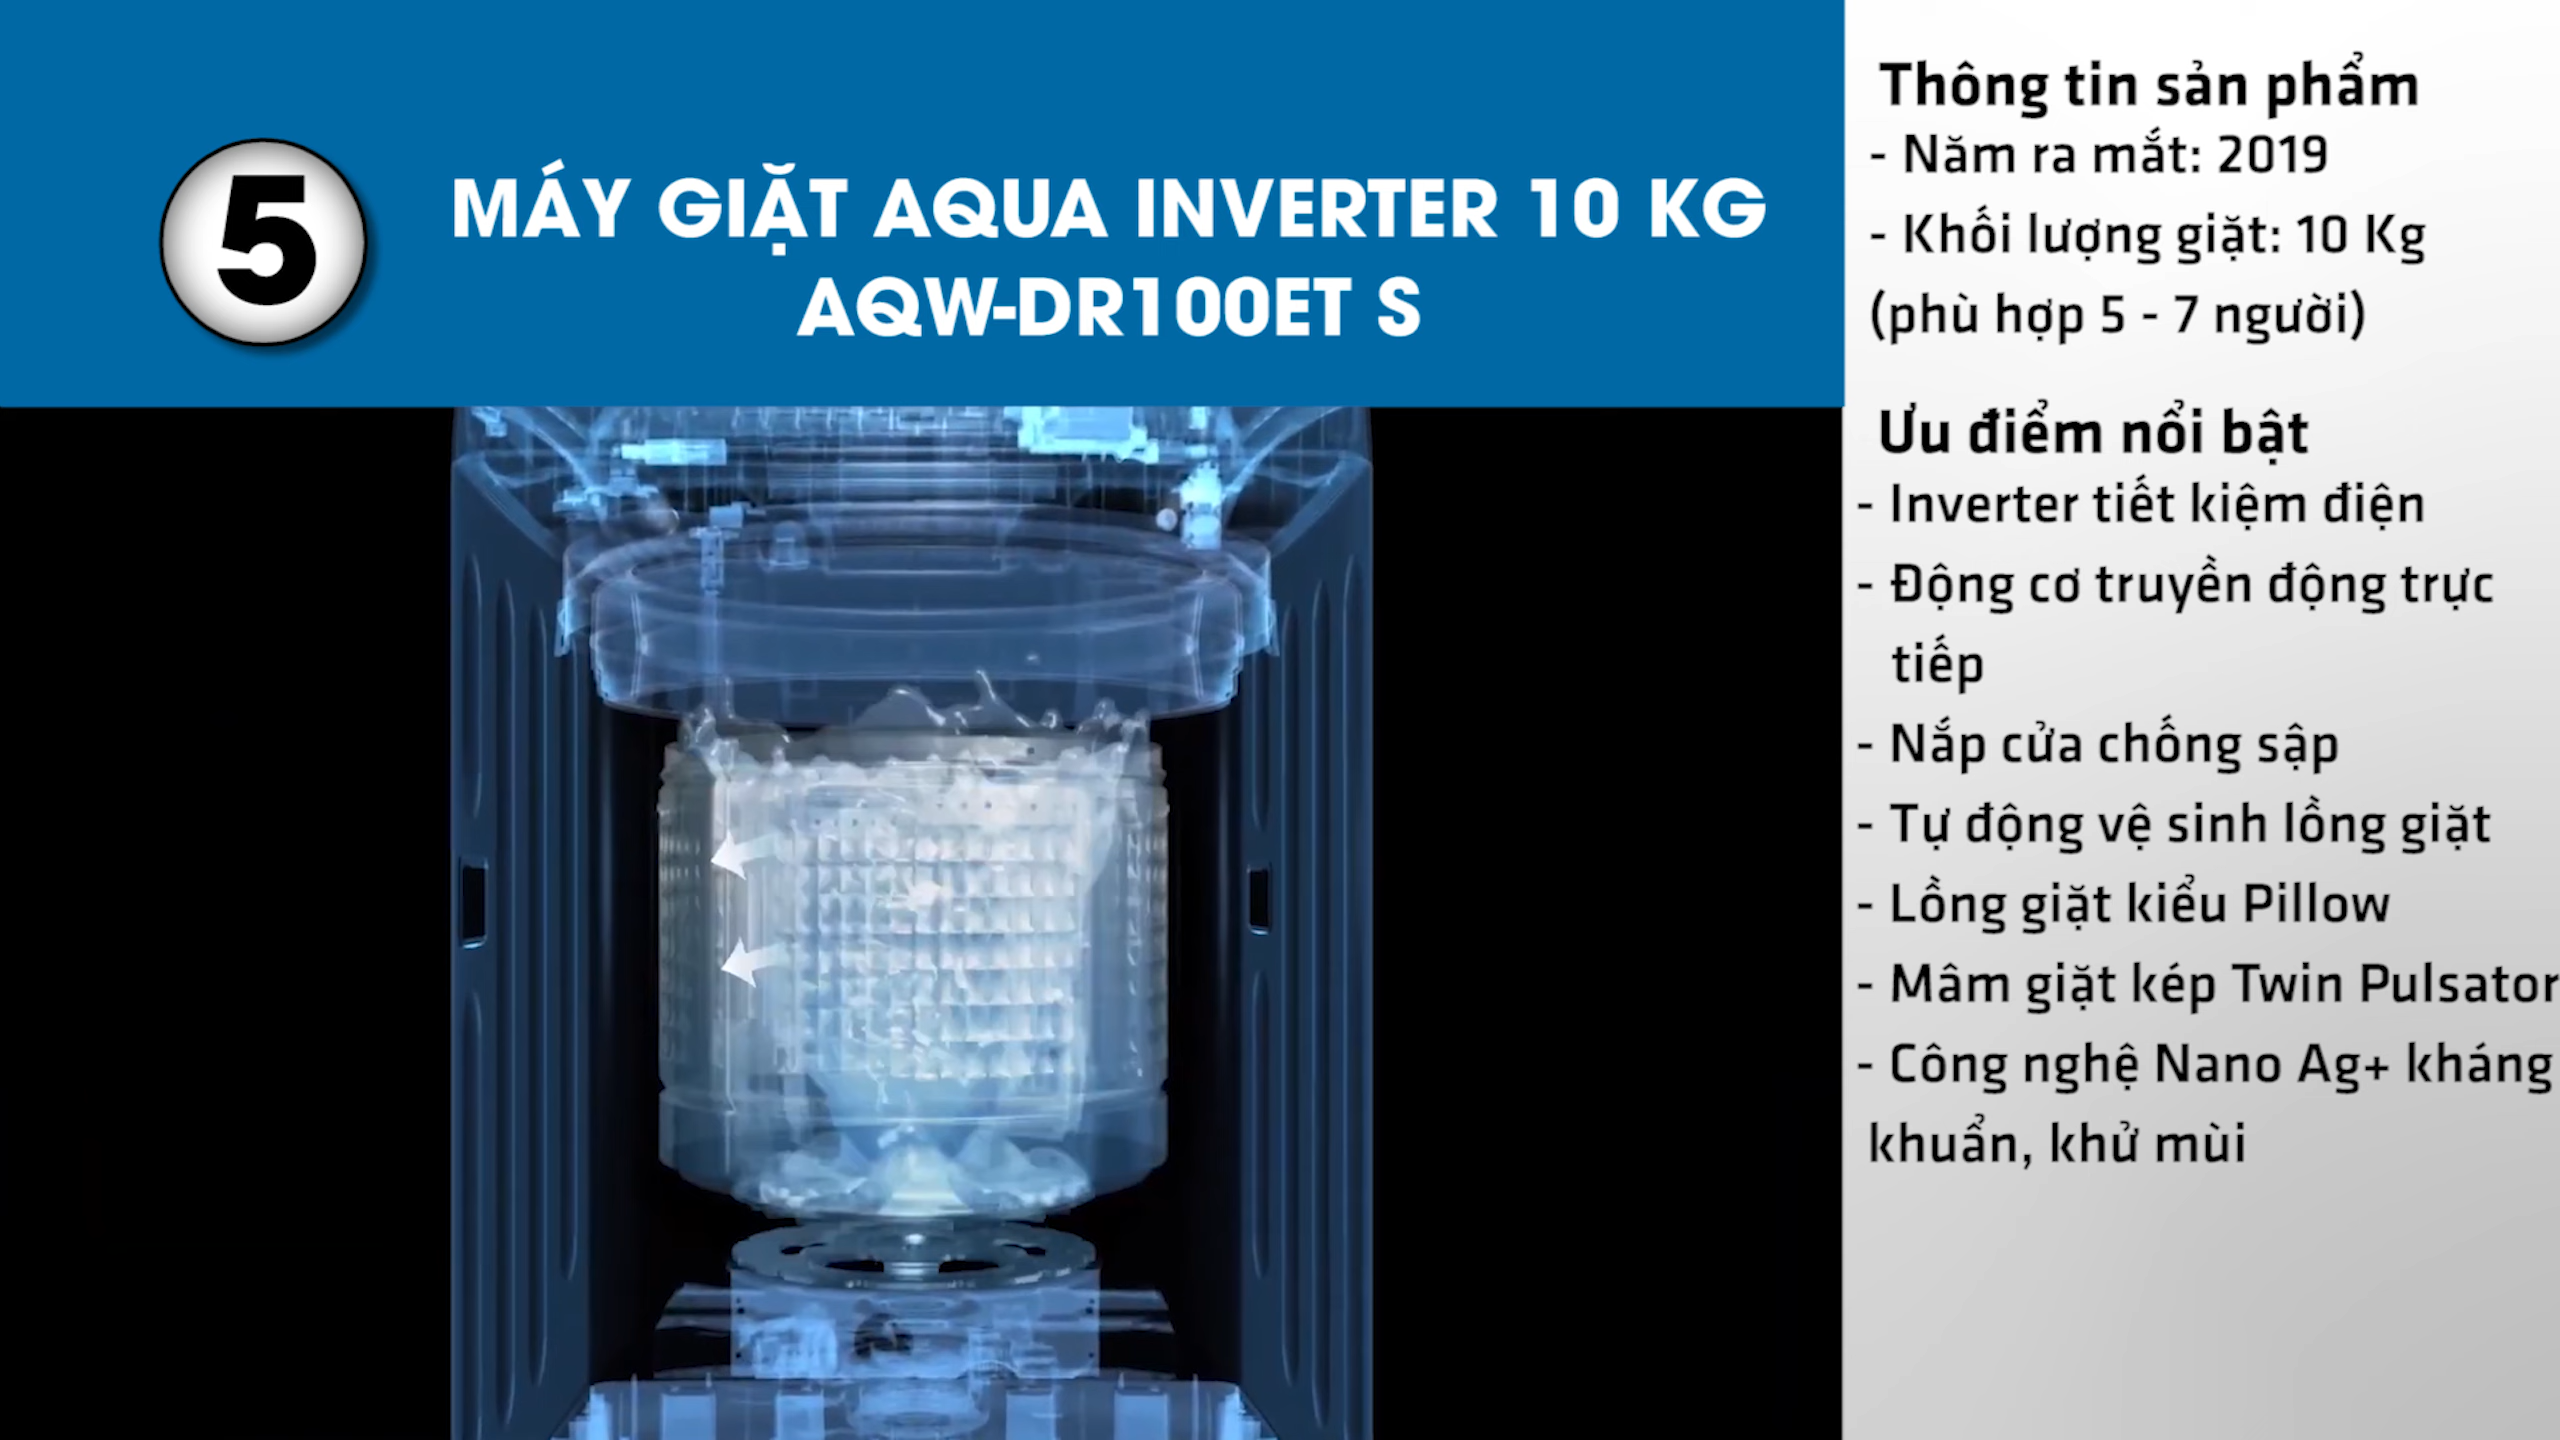 5
MÁY GIẶT AQUA INVERTER 10 KG
AQW-DR100ET S
Thông tin sản phẩm
- Năm ra mắt: 2019
- Khối lượng giặt: 10 Kg
(phù hợp 5 - 7 người)
Ưu điểm nổi bật
- Inverter tiết kiệm điện
- Động cơ truyền động trực
tiếp
- Nắp cửa chống sập
- Tự động vệ sinh lồng giặt
- Lồng giặt kiểu Pillow
- Mâm giặt kép Twin Pulsator
- Công nghệ Nano Ag+ kháng
khuẩn, khử mùi